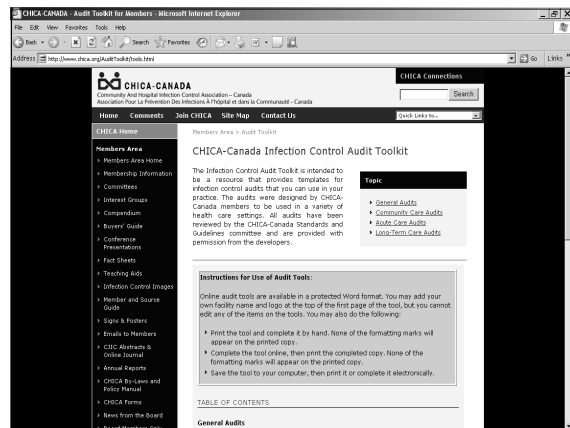 CHICA-CANADA - Audit Toolkit for Members - Microsoft Internet Explorer
File Edit View Favorites Tools Help
Back Search Favorites
Address http://www.chica.org/AuditToolkit/tools.html Go Links
CHICA-CANADA
Community And Hospital Infection Control Association – Canada
Association Pour La Prévention Des Infections À l'hôpital et dans la Communauté - Canada
CHICA Connections
Search
Home Comments Join CHICA Site Map Contact Us Quick Links to...
CHICA Home
Members Area
Members Area Home
Membership Information
Committees
Interest Groups
Compendium
Buyers' Guide
Conference
Presentations
Fact Sheets
Teaching Aids
Infection Control Images
Member and Source
Guide
Signs & Posters
Emails to Members
CJIC Abstracts &
Online Journal
Annual Reports
CHICA By-Laws and
Policy Manual
CHICA Forms
News from the Board
Board Members Only
Members Area > Audit Toolkit
CHICA-Canada Infection Control Audit Toolkit
The Infection Control Audit Toolkit is intended to
be a resource that provides templates for
infection control audits that you can use in your
practice. The audits were designed by CHICA-
Canada members to be used in a variety of
health care settings. All audits have been
reviewed by the CHICA-Canada Standards and
Guidelines committee and are provided with
permission from the developers.
Topic
General Audits
Community Care Audits
Acute Care Audits
Long-Term Care Audits
Instructions for Use of Audit Tools:
Online audit tools are available in a protected Word format. You may add your
own facility name and logo at the top of the first page of the tool, but you cannot
edit any of the items on the tools. You may also do the following:
Print the tool and complete it by hand. None of the formatting marks will
appear on the printed copy.
Complete the tool online, then print the completed copy. None of the
formatting marks will appear on the printed copy.
Save the tool to your computer, then print it or complete it electronically.
TABLE OF CONTENTS
General Audits